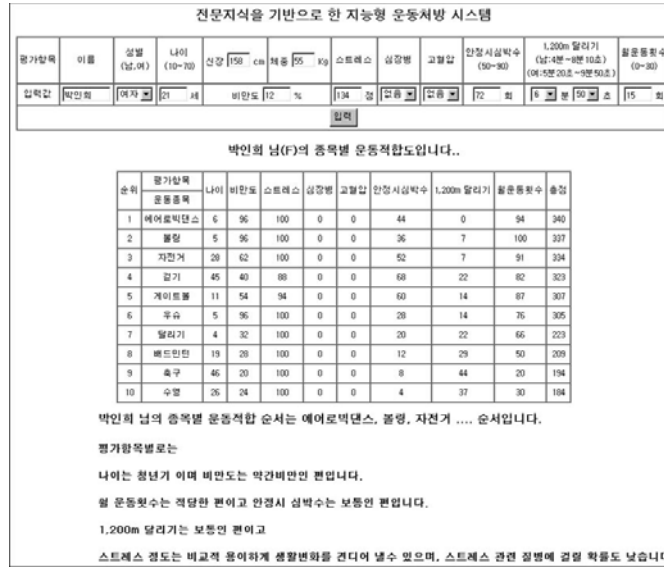 전문지식을 기반으로 한 지능형 운동처방 시스템
평가항목 이름 성별 (남,여) 나이 (10~70) 신장 158 cm 체중 55 Kg 스트레스 심장병 고혈압 안정시심박수 (50~90) 1,200m 달리기 (남:4분~8분10초) (여:5분20초~9분50초) 월운동횟수 (0~30)
입력값 박인희 여자 21 세 비만도 12 % 134 점 없음 없음 72 회 6 분 50 초 15 회
입력
박인희 님(F)의 종목별 운동적합도입니다..
순위 평가항목 운동종목 나이 비만도 스트레스 심장병 고혈압 안정시심박수 1,200m 달리기 월운동횟수 총점
1 에어로빅댄스 6 96 100 0 0 44 0 94 340
2 볼링 5 96 100 0 0 36 7 100 337
3 자전거 28 62 100 0 0 52 7 91 334
4 걷기 45 40 88 0 0 68 22 82 323
5 게이트볼 11 54 94 0 0 60 14 87 307
6 우슈 5 96 100 0 0 28 14 76 305
7 달리기 4 32 100 0 0 20 22 66 223
8 배드민턴 19 28 100 0 0 12 29 50 209
9 축구 46 20 100 0 0 8 44 20 194
10 수영 26 24 100 0 0 4 37 30 184
박인희 님의 종목별 운동적합 순서는 에어로빅댄스, 볼링, 자전거 .... 순서입니다.
평가항목별로는
나이는 청년기 이며 비만도는 약간비만인 편입니다.
월 운동횟수는 적당한 편이고 안정시 심박수는 보통인 편입니다.
1,200m 달리기는 보통인 편이고
스트레스 정도는 비교적 용이하게 생활변화를 견디어 낼수 있으며, 스트레스 관련 질병에 걸릴 확률도 낮습니다